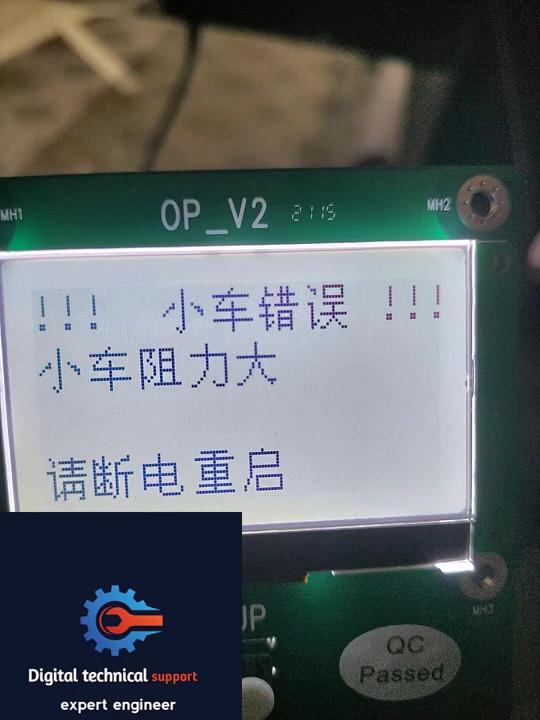 MH1
OP_V2 2115
MH2
!!! 小车错误 !!!
小车阻力大
请断电重启
MH3
QC
Passed
Digital technical support
expert engineer